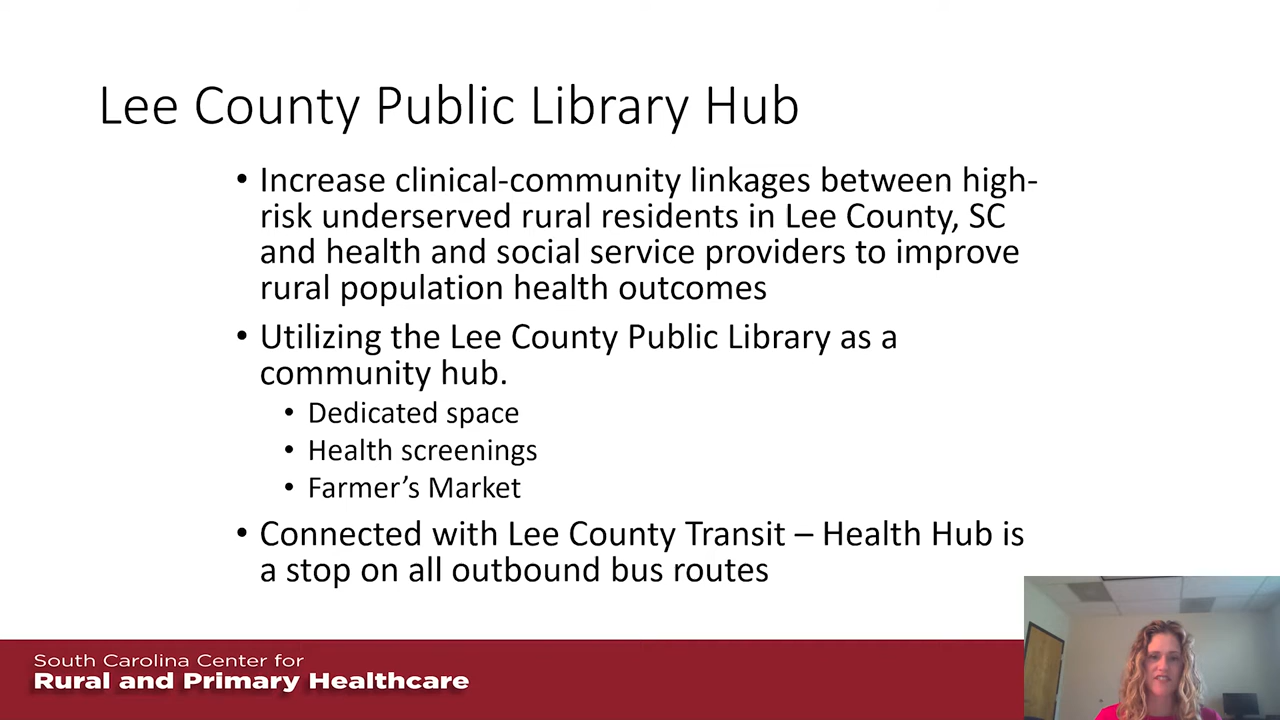 Lee County Public Library Hub
• Increase clinical-community linkages between high-
risk underserved rural residents in Lee County, SC
and health and social service providers to improve
rural population health outcomes
• Utilizing the Lee County Public Library as a
community hub.
• Dedicated space
• Health screenings
• Farmer’s Market
• Connected with Lee County Transit – Health Hub is
a stop on all outbound bus routes
South Carolina Center for
Rural and Primary Healthcare